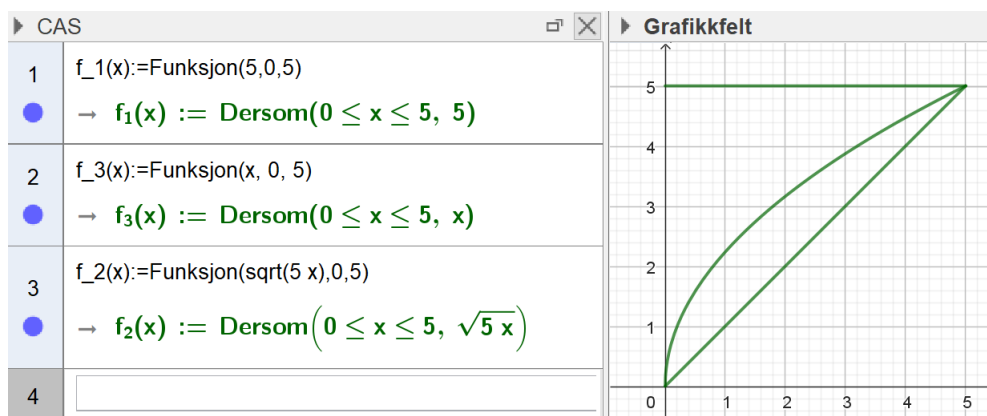 CAS
1
f_1(x):=Funksjon(5,0,5)
→ f₁(x) := Dersom(0 ≤ x ≤ 5, 5)
2
f_3(x):=Funksjon(x, 0, 5)
→ f₃(x) := Dersom(0 ≤ x ≤ 5, x)
3
f_2(x):=Funksjon(sqrt(5 x),0,5)
→ f₂(x) := Dersom(0 ≤ x ≤ 5, √5 x)
4
Grafikkfelt
5
4
3
2
1
0 1 2 3 4 5